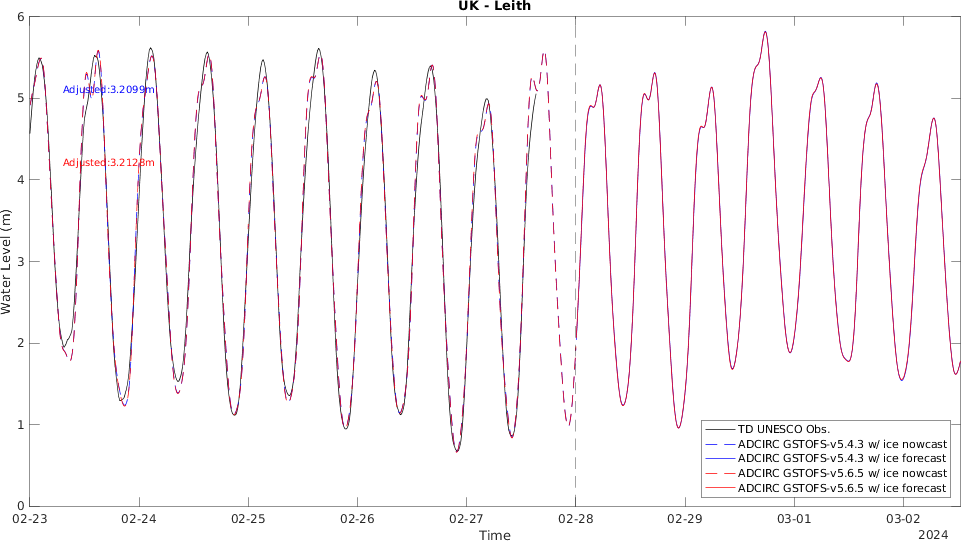 UK - Leith
6
5
4
3
2
1
0
Water Level (m)
Adjusted:3.2099m
Adjusted:3.2128m
TD UNESCO Obs.
ADCIRC GSTOFS-v5.4.3 w/ ice nowcast
ADCIRC GSTOFS-v5.4.3 w/ ice forecast
ADCIRC GSTOFS-v5.6.5 w/ ice nowcast
ADCIRC GSTOFS-v5.6.5 w/ ice forecast
02-23 02-24 02-25 02-26 02-27 02-28 02-29 03-01 03-02
Time
2024